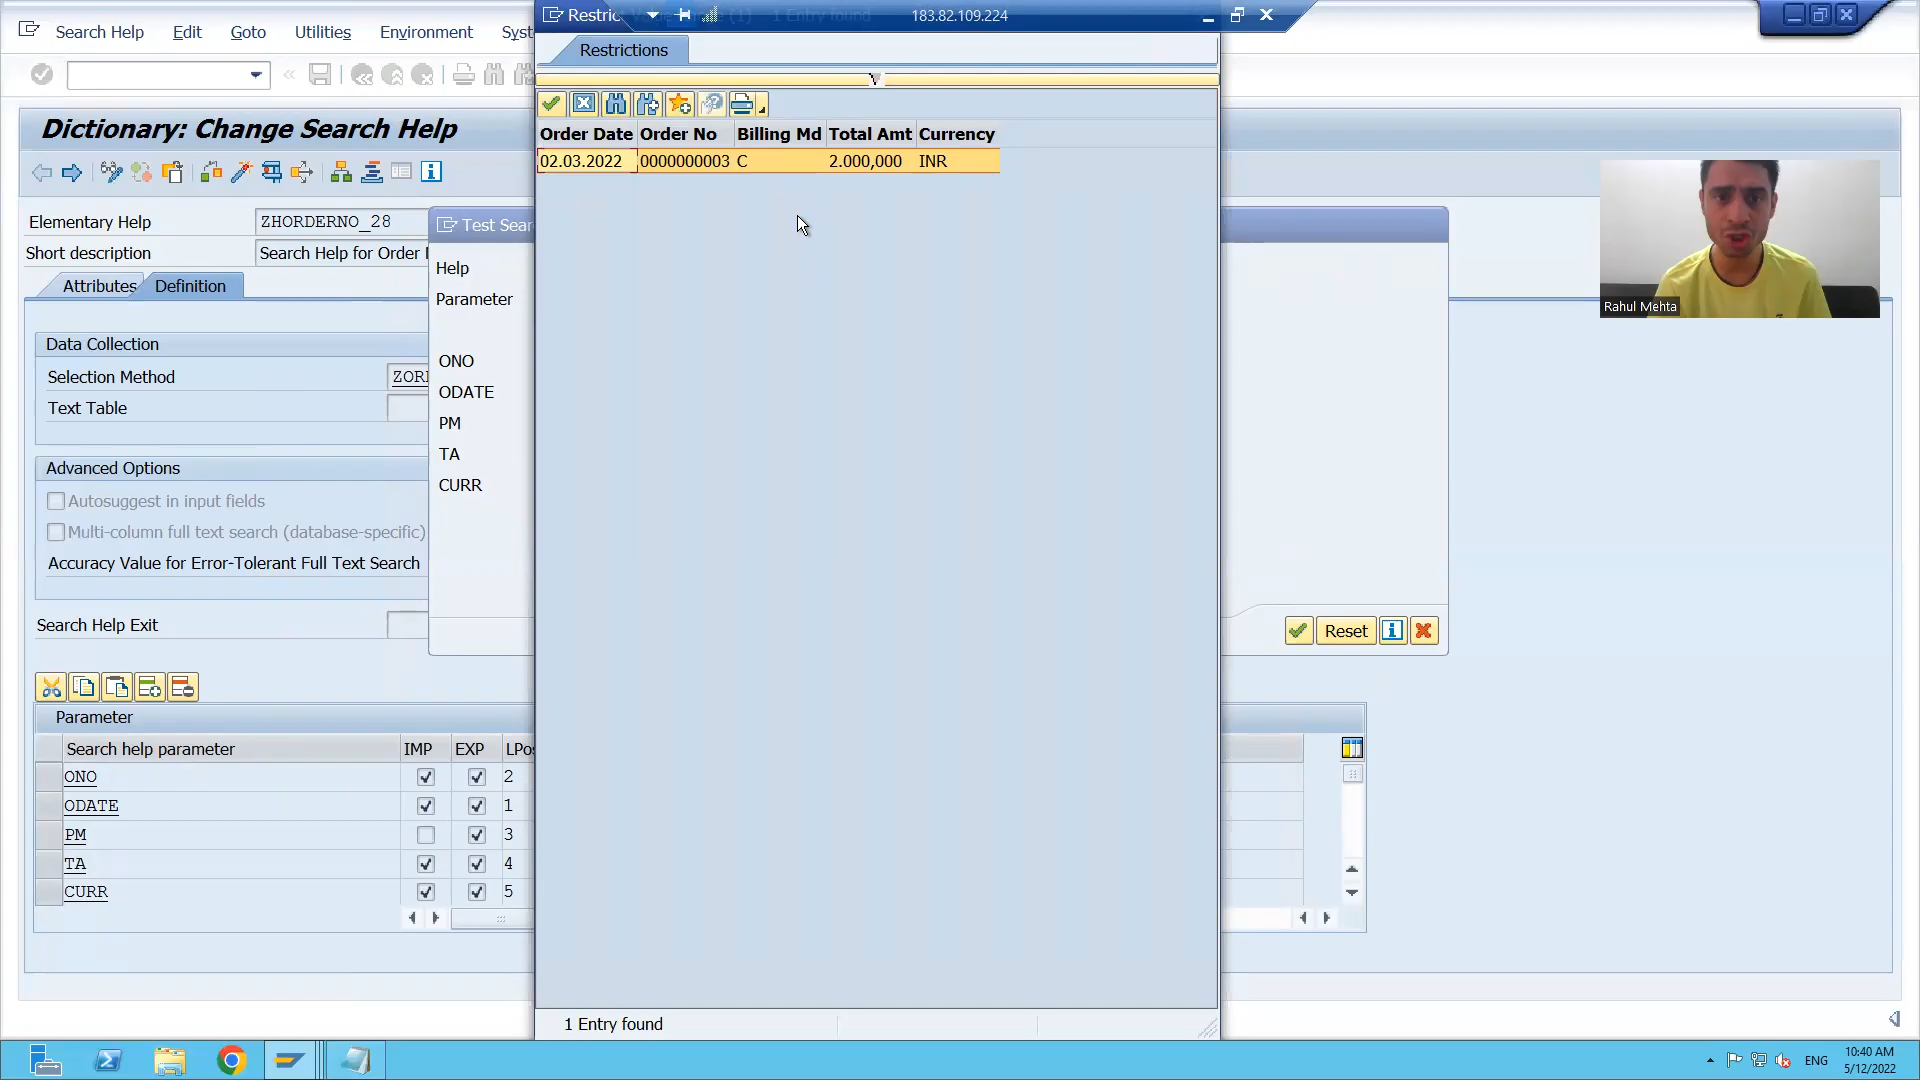 Search Help Edit Goto Utilities Environment Syst
Restric
1 Entry found
183.82.109.224
Restrictions
Dictionary: Change Search Help
Order Date Order No Billing Md Total Amt Currency
02.03.2022 0000000003 C 2.000,000 INR
Elementary Help ZHORDERNO_28
Short description Search Help for Order
Attributes Definition
Test Sear
Help
Parameter
ONO
ODATE
PM
TA
CURR
Reset
Rahul Mehta
Data Collection
Selection Method ZORD
Text Table
Advanced Options
Autosuggest in input fields
Multi-column full text search (database-specific)
Accuracy Value for Error-Tolerant Full Text Search
Search Help Exit
Parameter
Search help parameter IMP EXP LPos
ONO 2
ODATE 1
PM 3
TA 4
CURR 5
1 Entry found
ENG
10:40 AM
5/12/2022